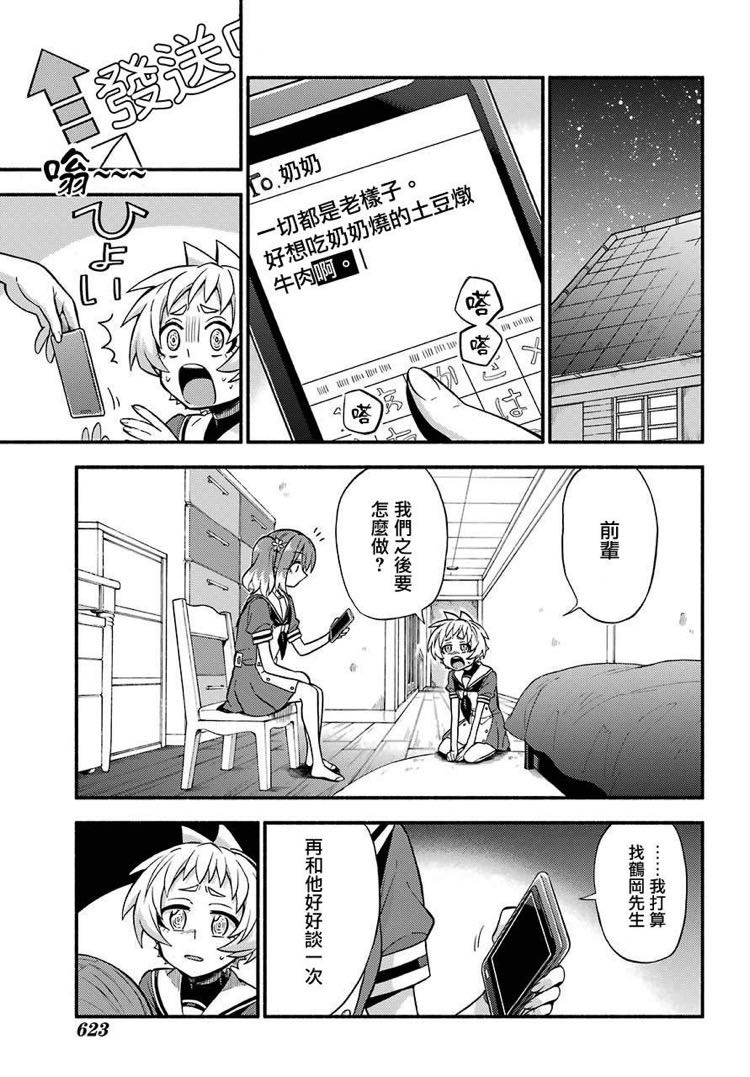 To.奶奶
一切都是老樣子。
好想吃奶奶燒的土豆燉
牛肉啊。
嗒
嗒
嗒
あ
か
は
發送
嗡~~~~
ひょい
前輩
我們之後要
怎麼做?
……我打算
找鶴岡先生
再和他好好談一次
623